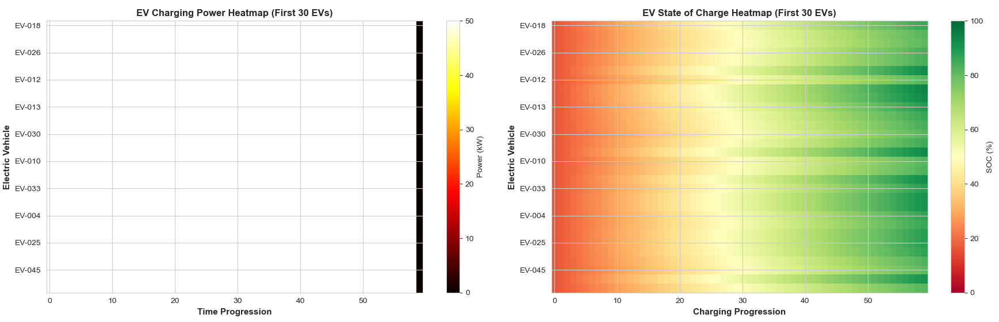 EV Charging Power Heatmap (First 30 EVs)
Electric Vehicle
EV-018
EV-026
EV-012
EV-013
EV-030
EV-010
EV-033
EV-004
EV-025
EV-045
0 10 20 30 40 50
Time Progression
50
40
30
20
10
0
Power (kW)
EV State of Charge Heatmap (First 30 EVs)
Electric Vehicle
EV-018
EV-026
EV-012
EV-013
EV-030
EV-010
EV-033
EV-004
EV-025
EV-045
0 10 20 30 40 50
Charging Progression
100
80
60
40
20
0
SOC (%)